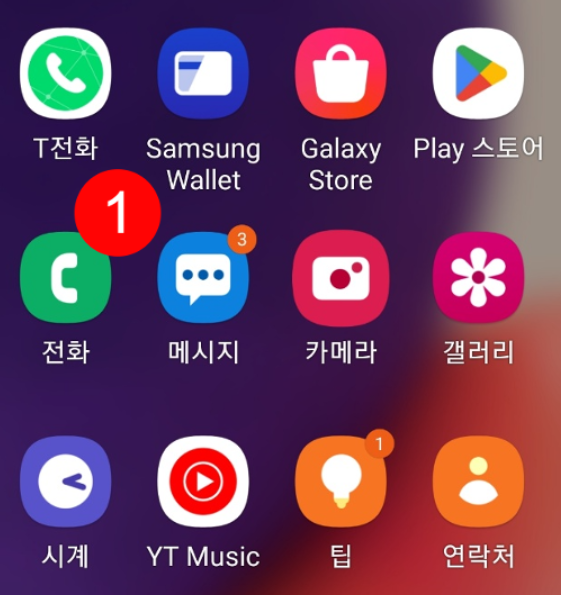 T전화
Samsung
Wallet
Galaxy
Store
Play 스토어
1
3
전화
메시지
카메라
갤러리
1
시계
YT Music
팁
연락처